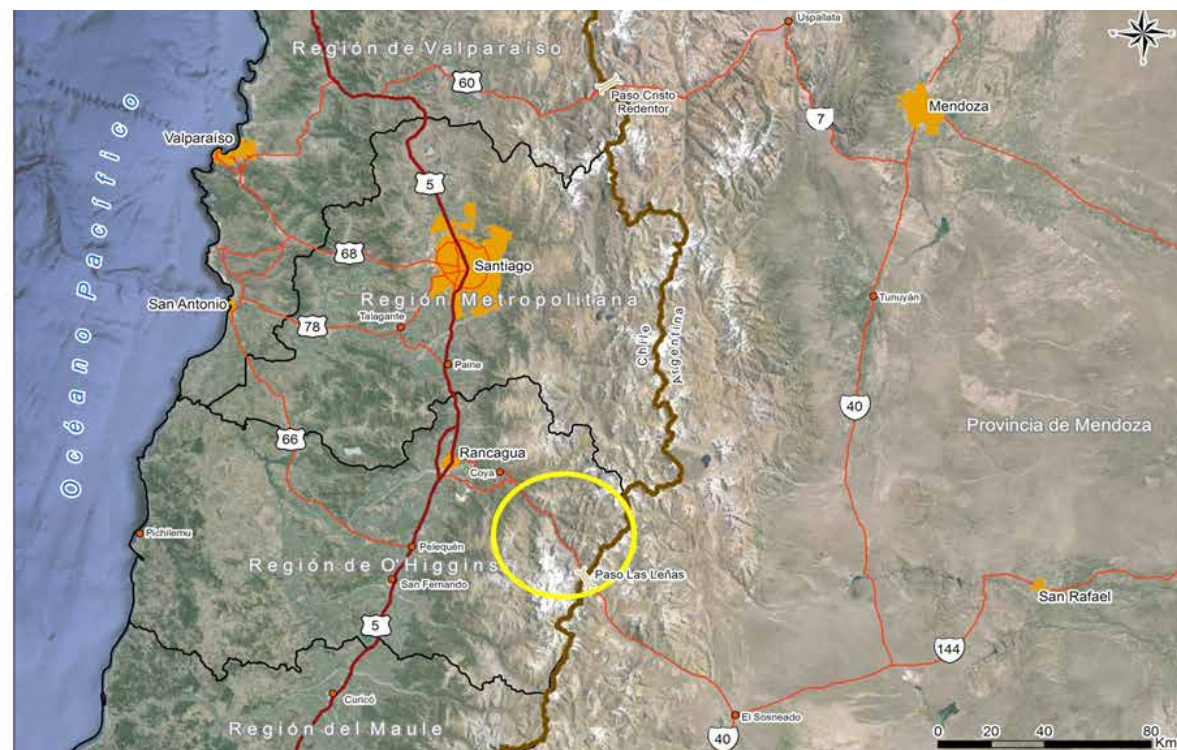 Uspallata
Región de Valparaíso
60
Paso Cristo
Redentor
7
Mendoza
Valparaíso
5
Océano Pacífico
68
Santiago
San Antonio
Región Metropolitana
Talagante
78
Tunuyán
Chile
Argentina
Paine
40
Provincia de Mendoza
66
Rancagua
Coya
Pichilemu
Pelequén
Región de O'Higgins
San Fernando
Paso Las Leñas
San Rafael
5
144
Curicó
El Sosneado
Región del Maule
40
0 20 40 80
Km